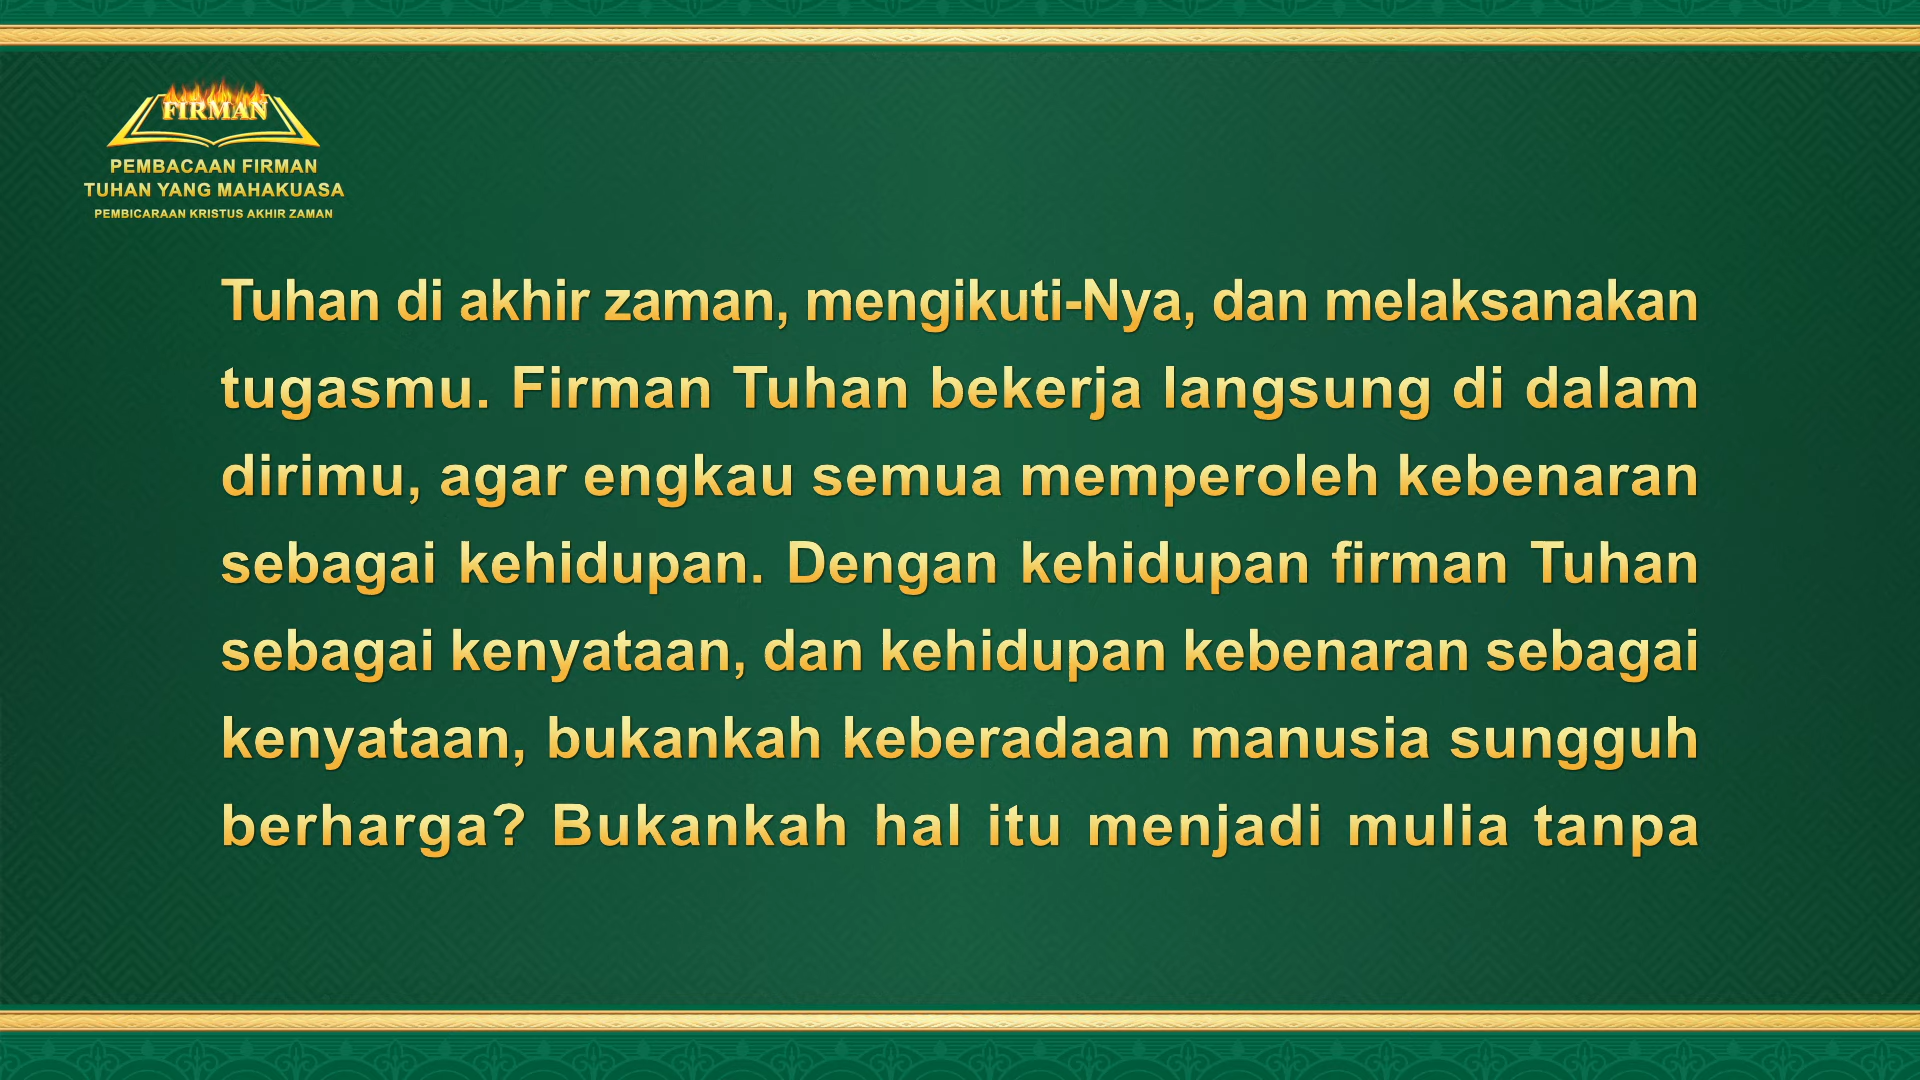 FIRMAN
PEMBACAAN FIRMAN
TUHAN YANG MAHAKUASA
PEMBICARAAN KRISTUS AKHIR ZAMAN
Tuhan di akhir zaman, mengikuti-Nya, dan melaksanakan
tugasmu. Firman Tuhan bekerja langsung di dalam
dirimu, agar engkau semua memperoleh kebenaran
sebagai kehidupan. Dengan kehidupan firman Tuhan
sebagai kenyataan, dan kehidupan kebenaran sebagai
kenyataan, bukankah keberadaan manusia sungguh
berharga? Bukankah hal itu menjadi mulia tanpa